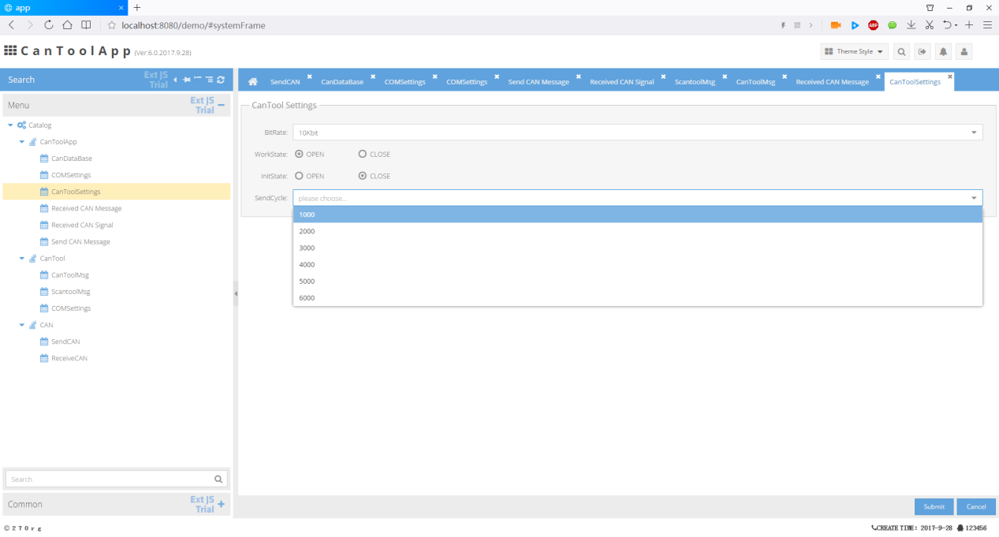 app
localhost:8080/demo/#systemFrame
ABP
CanToolApp (Ver:6.0.2017.9.28)
Theme Style
Search
Ext JS Trial
SendCAN
CanDataBase
COMSettings
COMSettings
Send CAN Message
Received CAN Signal
ScantoolMsg
CanToolMsg
Received CAN Message
CanToolSettings
Menu
Ext JS Trial
Catalog
CanToolApp
CanDataBase
COMSettings
CanToolSettings
Received CAN Message
Received CAN Signal
Send CAN Message
CanTool
CanToolMsg
ScantoolMsg
COMSettings
CAN
SendCAN
ReceiveCAN
Search
Common
Ext JS Trial
CanTool Settings
BitRate: 10Kbit
WorkState: OPEN CLOSE
InitState: OPEN CLOSE
SendCycle: please choose...
1000
2000
3000
4000
5000
6000
Submit Cancel
©2TOrg
CREATE TIME: 2017-9-28 123456